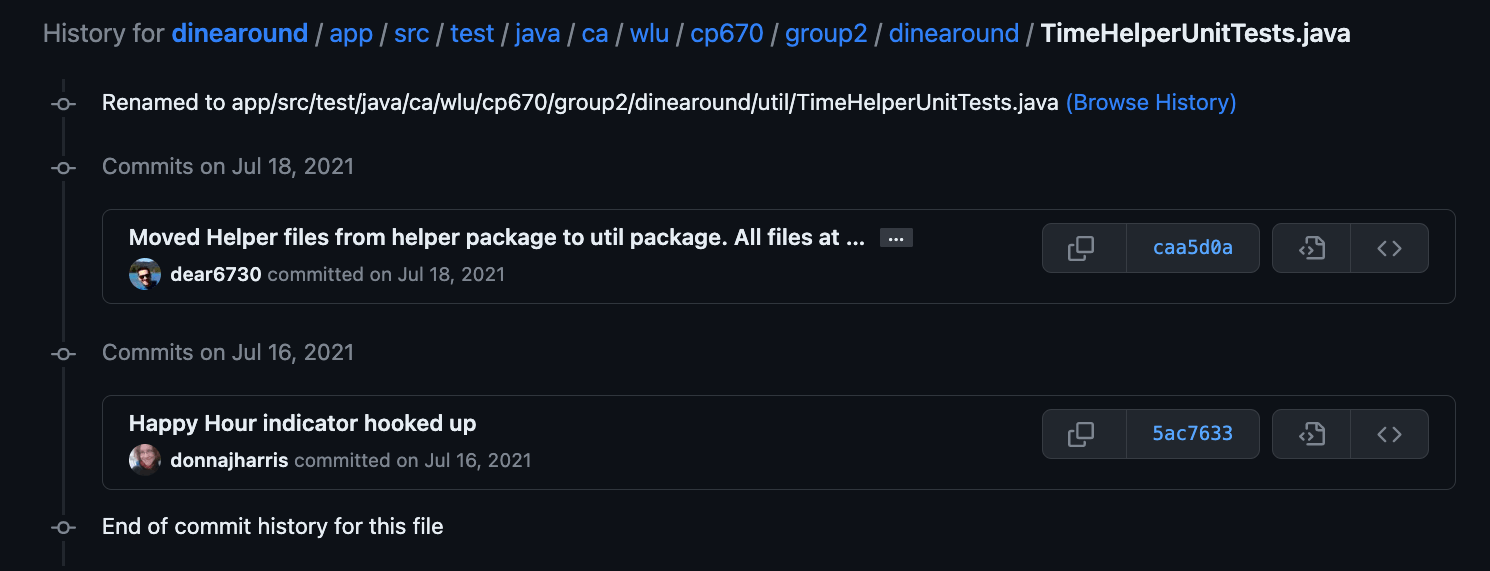 History for dinearound / app / src / test / java / ca / wlu / cp670 / group2 / dinearound / TimeHelperUnitTests.java
Renamed to app/src/test/java/ca/wlu/cp670/group2/dinearound/util/TimeHelperUnitTests.java (Browse History)
Commits on Jul 18, 2021
Moved Helper files from helper package to util package. All files at ... …
caa5d0a
dear6730 committed on Jul 18, 2021
Commits on Jul 16, 2021
Happy Hour indicator hooked up
5ac7633
donnajharris committed on Jul 16, 2021
End of commit history for this file